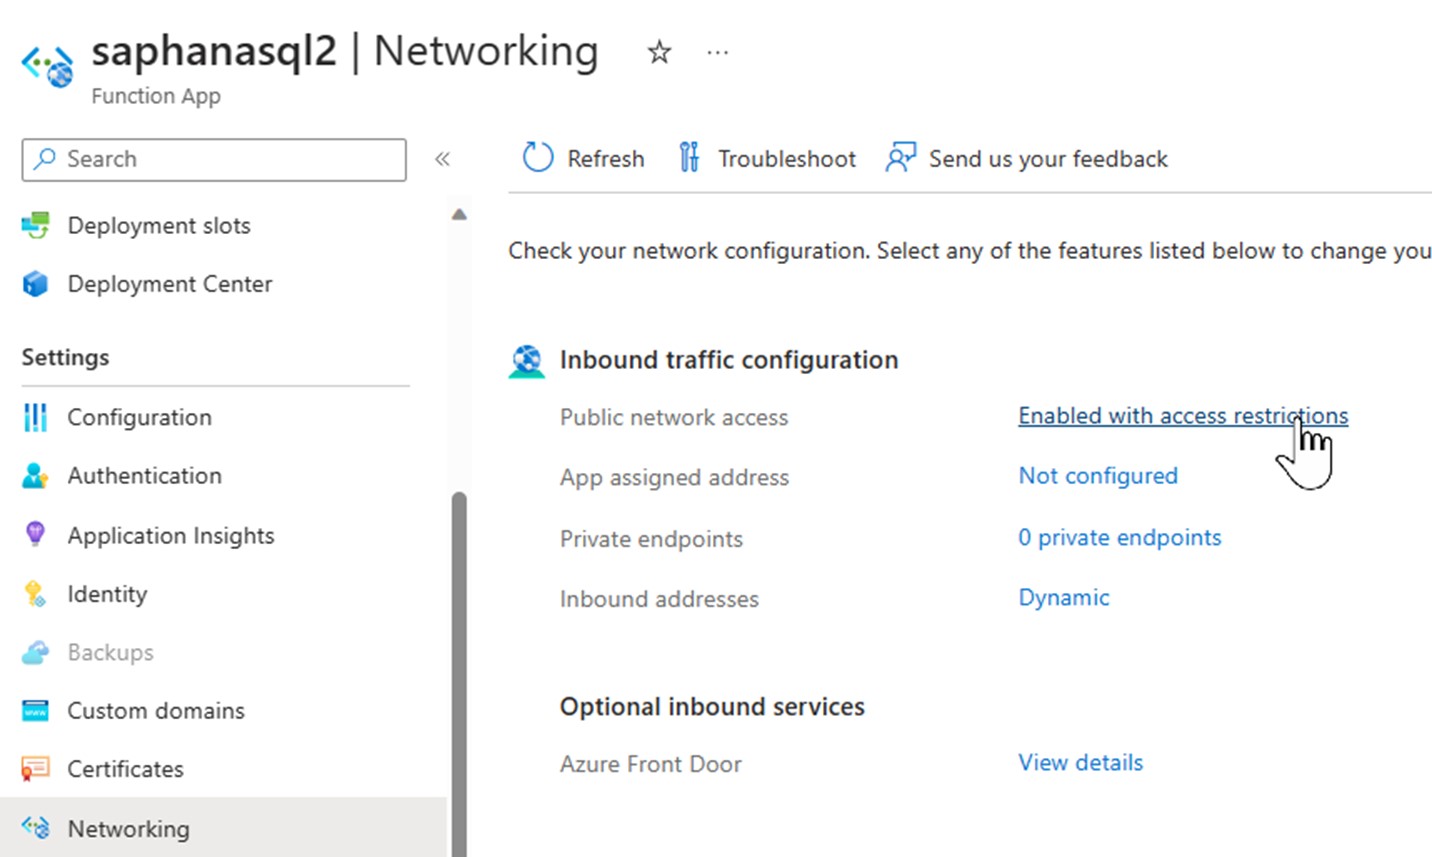 saphanasql2 | Networking
Function App
Search
Refresh
Troubleshoot
Send us your feedback
Deployment slots
Deployment Center
Settings
Configuration
Authentication
Application Insights
Identity
Backups
Custom domains
Certificates
Networking
Check your network configuration. Select any of the features listed below to change you
Inbound traffic configuration
Public network access Enabled with access restrictions
App assigned address Not configured
Private endpoints 0 private endpoints
Inbound addresses Dynamic
Optional inbound services
Azure Front Door View details